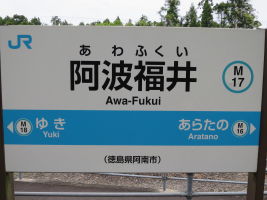 JR
あわふくい
阿波福井
Awa-Fukui
M
17
M
18
ゆき
Yuki
あらたの
Aratano
M
16
(徳島県阿南市)